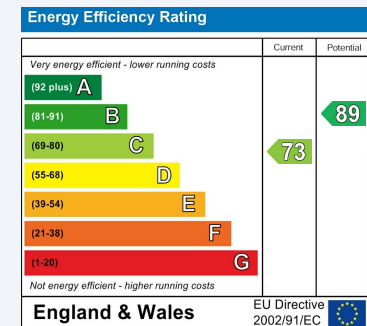 Energy Efficiency Rating
Current Potential
Very energy efficient - lower running costs
(92 plus) A
(81-91) B 89
(69-80) C 73
(55-68) D
(39-54) E
(21-38) F
(1-20) G
Not energy efficient - higher running costs
England & Wales
EU Directive
2002/91/EC